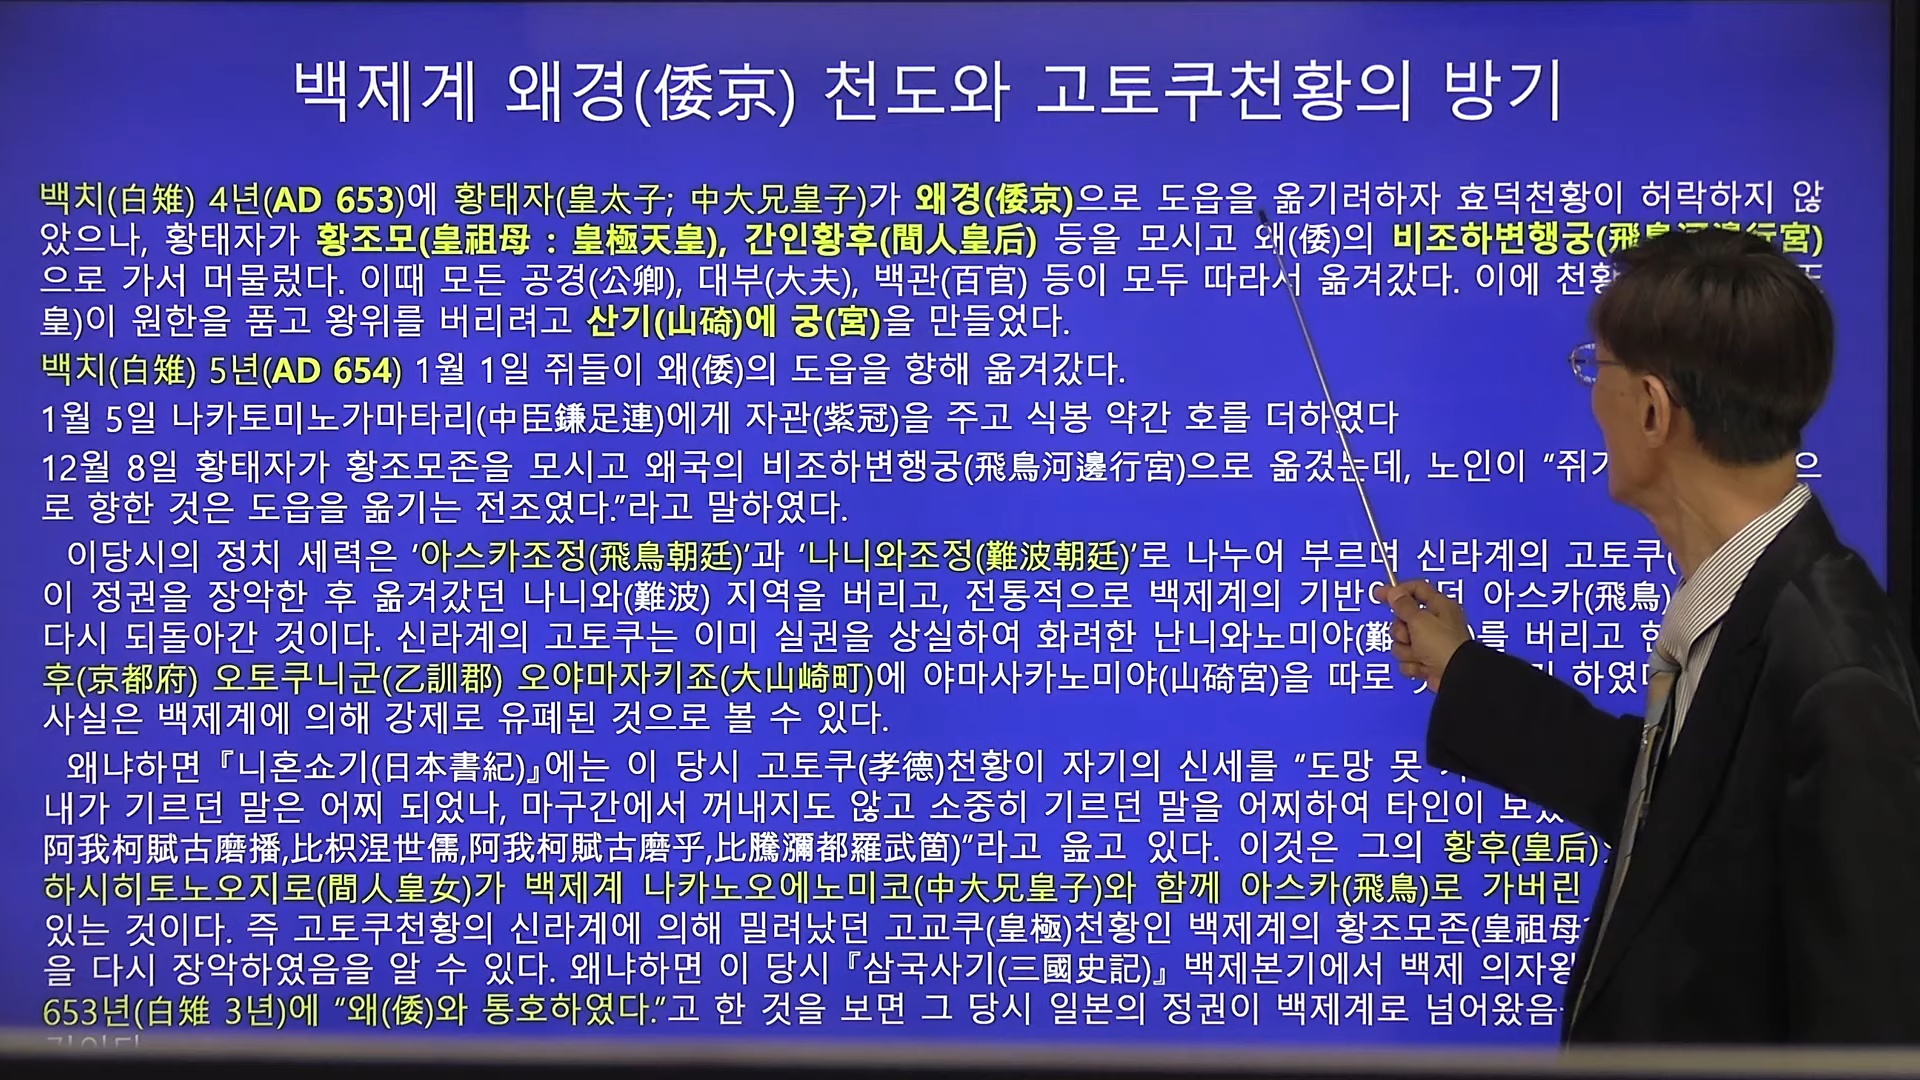 백제계 왜경(倭京) 천도와 고토쿠천황의 방기
백치(白雉) 4년(AD 653)에 황태자(皇太子; 中大兄皇子)가 왜경(倭京)으로 도읍을 옮기려하자 효덕천황이 허락하지 않
았으나, 황태자가 황조모(皇祖母 : 皇極天皇), 간인황후(間人皇后) 등을 모시고 왜(倭)의 비조하변행궁(飛鳥河邊行宮)
으로 가서 머물렀다. 이때 모든 공경(公卿), 대부(大夫), 백관(百官) 등이 모두 따라서 옮겨갔다. 이에 천황
皇)이 원한을 품고 왕위를 버리려고 산기(山碕)에 궁(宮)을 만들었다.
백치(白雉) 5년(AD 654) 1월 1일 쥐들이 왜(倭)의 도읍을 향해 옮겨갔다.
1월 5일 나카토미노가마타리(中臣鎌足連)에게 자관(紫冠)을 주고 식봉 약간 호를 더하였다
12월 8일 황태자가 황조모존을 모시고 왜국의 비조하변행궁(飛鳥河邊行宮)으로 옮겼는데, 노인이 “쥐가 으
로 향한 것은 도읍을 옮기는 전조였다.”라고 말하였다.
이당시의 정치 세력은 ‘아스카조정(飛鳥朝廷)’과 ‘나니와조정(難波朝廷)’로 나누어 부르며 신라계의 고토쿠(
이 정권을 장악한 후 옮겨갔던 나니와(難波) 지역을 버리고, 전통적으로 백제계의 기반이 던 아스카(飛鳥)
다시 되돌아간 것이다. 신라계의 고토쿠는 이미 실권을 상실하여 화려한 난니와노미야(難 )를 버리고
후(京都府) 오토쿠니군(乙訓郡) 오야마자키죠(大山崎町)에 야마사카노미야(山碕宮)을 따로 하였
사실은 백제계에 의해 강제로 유폐된 것으로 볼 수 있다.
왜냐하면 『니혼쇼기(日本書紀)』에는 이 당시 고토쿠(孝德)천황이 자기의 신세를 “도망 못
내가 기르던 말은 어찌 되었나, 마구간에서 꺼내지도 않고 소중히 기르던 말을 어찌하여 타인이 보았
阿我柯賦古磨播,比枳涅世儒,阿我柯賦古磨乎,比騰瀰都羅武箇)”라고 읊고 있다. 이것은 그의 황후(皇后)
하시히토노오지로(間人皇女)가 백제계 나카노오에노미코(中大兄皇子)와 함께 아스카(飛鳥)로 가버린
있는 것이다. 즉 고토쿠천황의 신라계에 의해 밀려났던 고교쿠(皇極)천황인 백제계의 황조모존(皇祖母
을 다시 장악하였음을 알 수 있다. 왜냐하면 이 당시 『삼국사기(三國史記)』 백제본기에서 백제 의자왕
653년(白雉 3년)에 “왜(倭)와 통호하였다.”고 한 것을 보면 그 당시 일본의 정권이 백제계로 넘어왔음